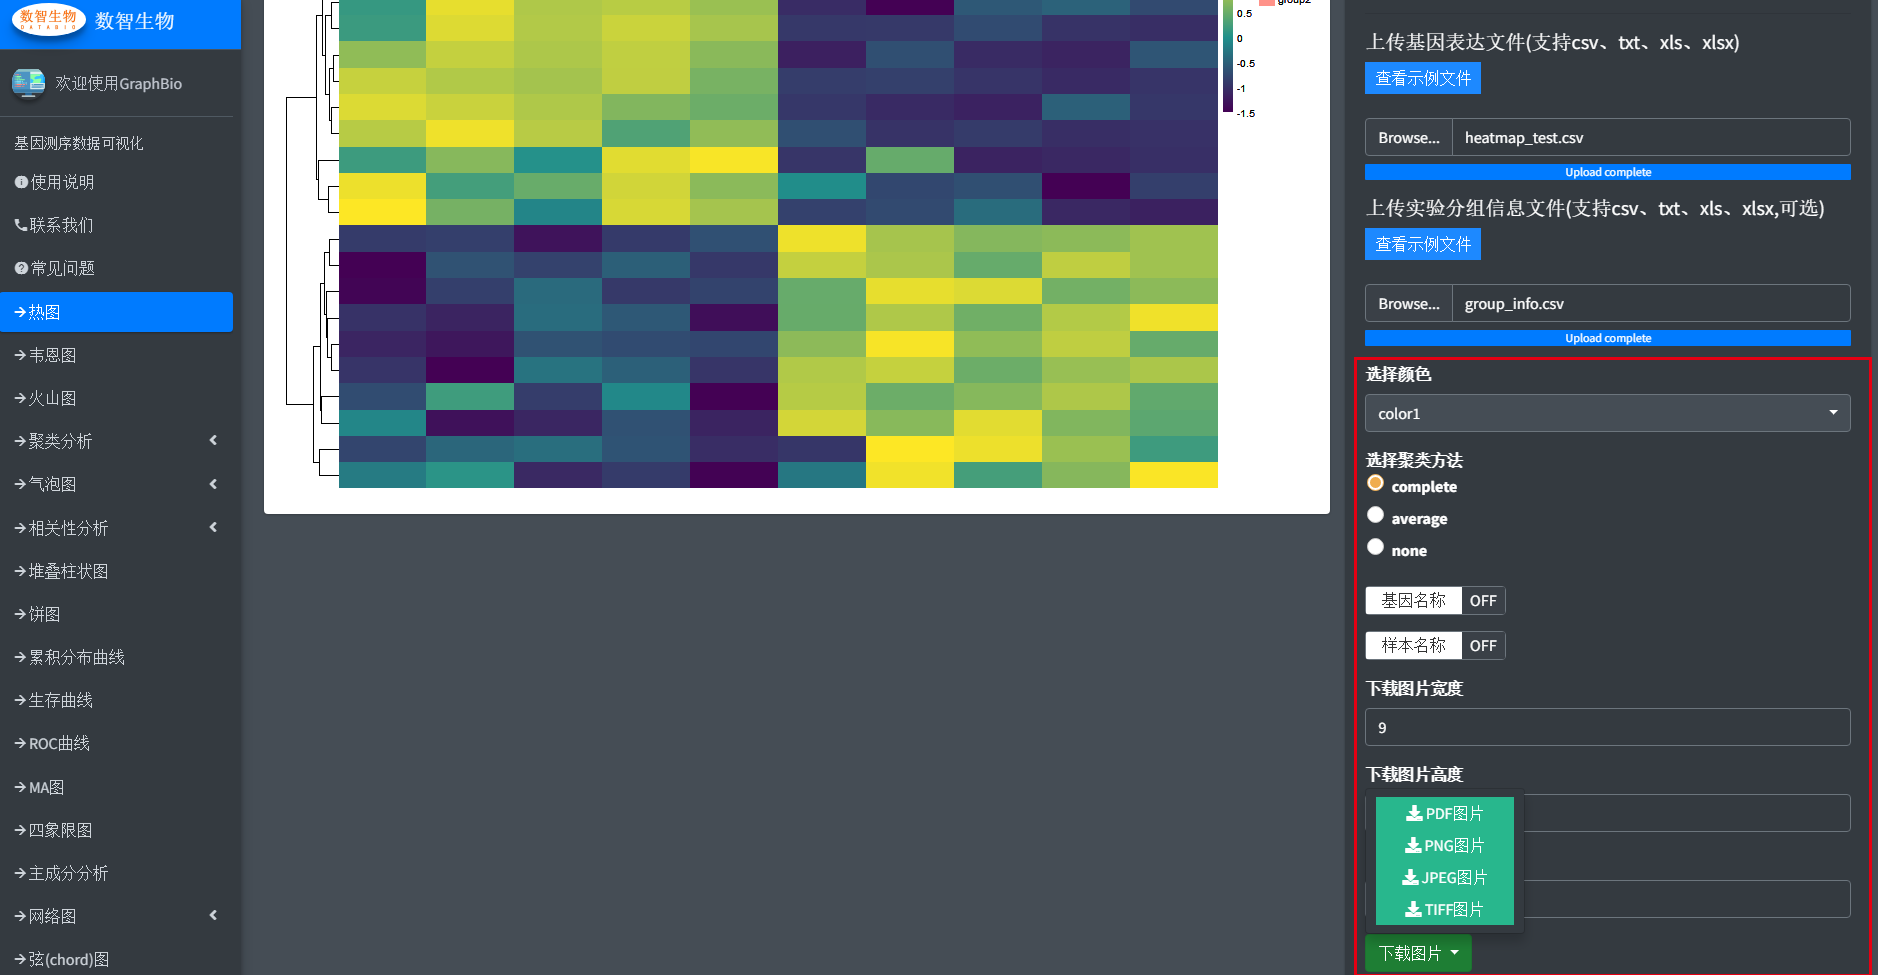 数智生物
DATABIO
数智生物
欢迎使用GraphBio
基因测序数据可视化
使用说明
联系我们
常见问题
热图
韦恩图
火山图
聚类分析
气泡图
相关性分析
堆叠柱状图
饼图
累积分布曲线
生存曲线
ROC曲线
MA图
四象限图
主成分分析
网络图
弦(chord)图
group2
0.5
0
-0.5
-1
-1.5
上传基因表达文件(支持csv、txt、xls、xlsx)
查看示例文件
Browse...
heatmap_test.csv
Upload complete
上传实验分组信息文件(支持csv、txt、xls、xlsx,可选)
查看示例文件
Browse...
group_info.csv
Upload complete
选择颜色
color1
选择聚类方法
complete
average
none
基因名称 OFF
样本名称 OFF
下载图片宽度
9
下载图片高度
PDF图片
PNG图片
JPEG图片
TIFF图片
下载图片